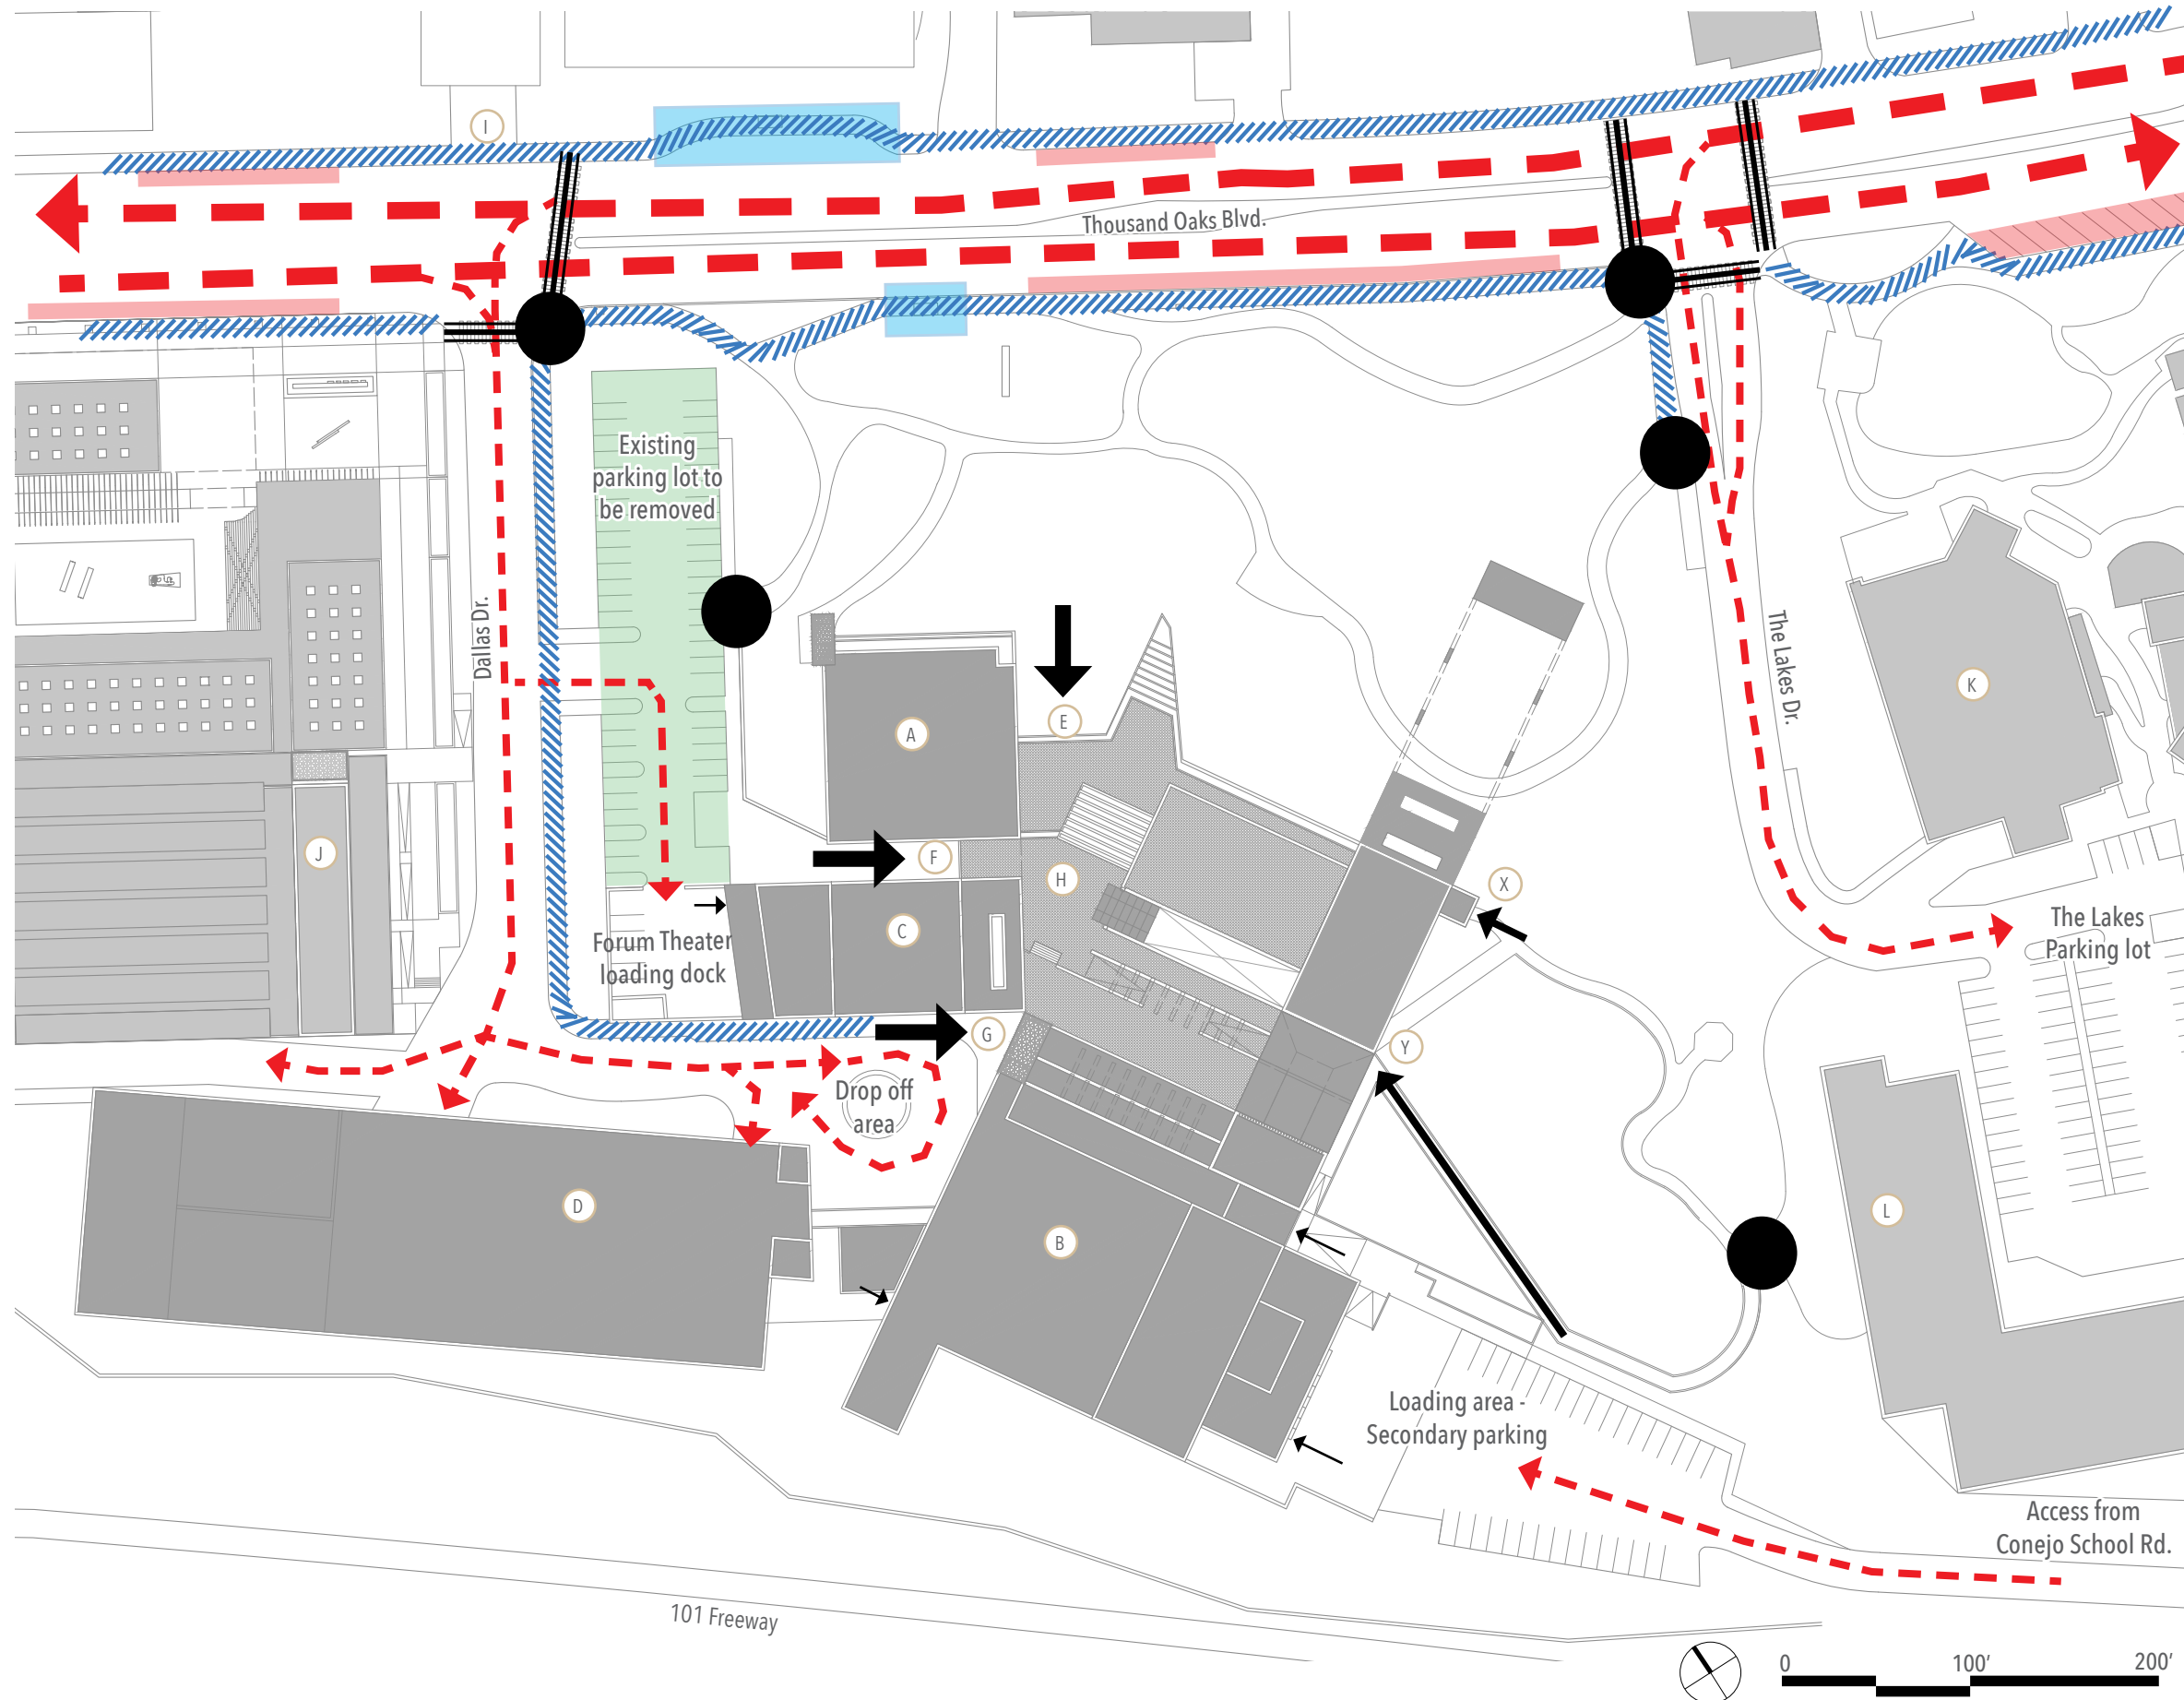 I
Thousand Oaks Blvd.
Existing
parking lot to
be removed
Dallas Dr.
The Lakes Dr.
A
E
K
J
F
H
X
C
Forum Theater
loading dock
The Lakes
Parking lot
G
Y
Drop off
area
D
B
L
Loading area -
Secondary parking
Access from
Conejo School Rd.
101 Freeway
0 100' 200'